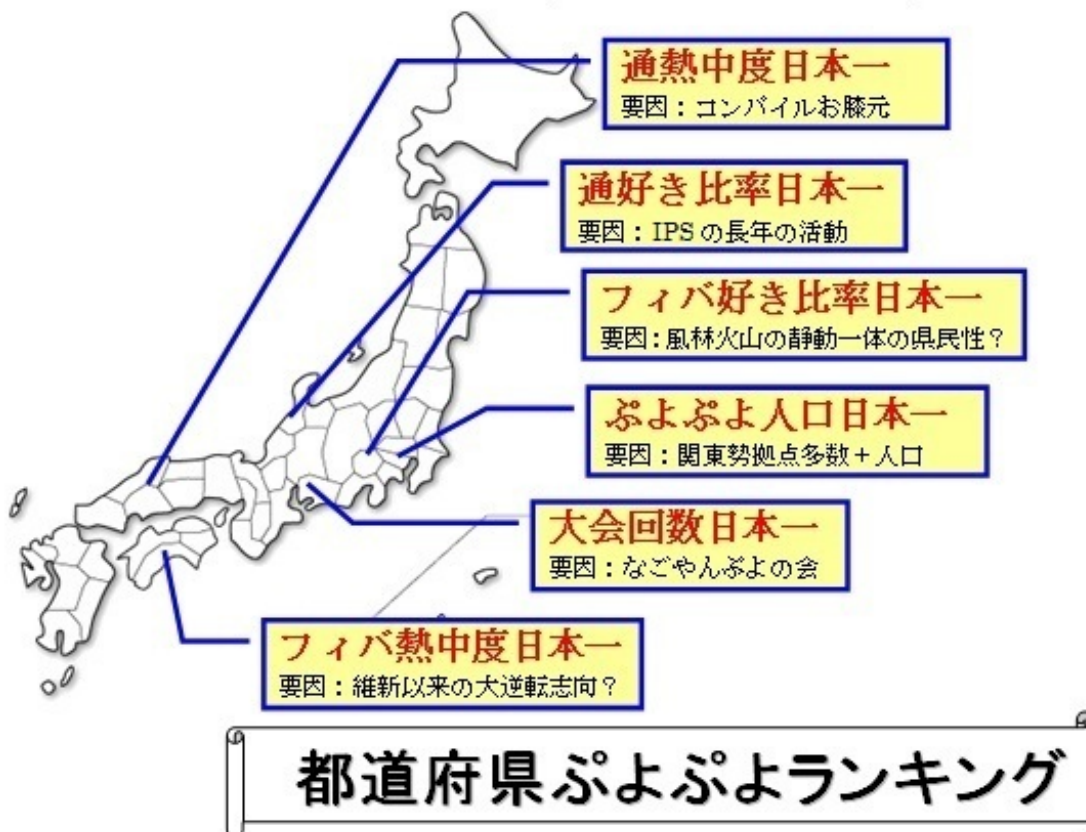 通熱中度日本一
要因：コンパイルお膝元
通好き比率日本一
要因：IPSの長年の活動
フィバ好き比率日本一
要因：風林火山の静動一体の県民性？
ぷよぷよ人口日本一
要因：関東勢拠点多数＋人口
大会回数日本一
要因：なごやんぷよの会
フィバ熱中度日本一
要因：維新以来の大逆転志向？
都道府県ぷよぷよランキング